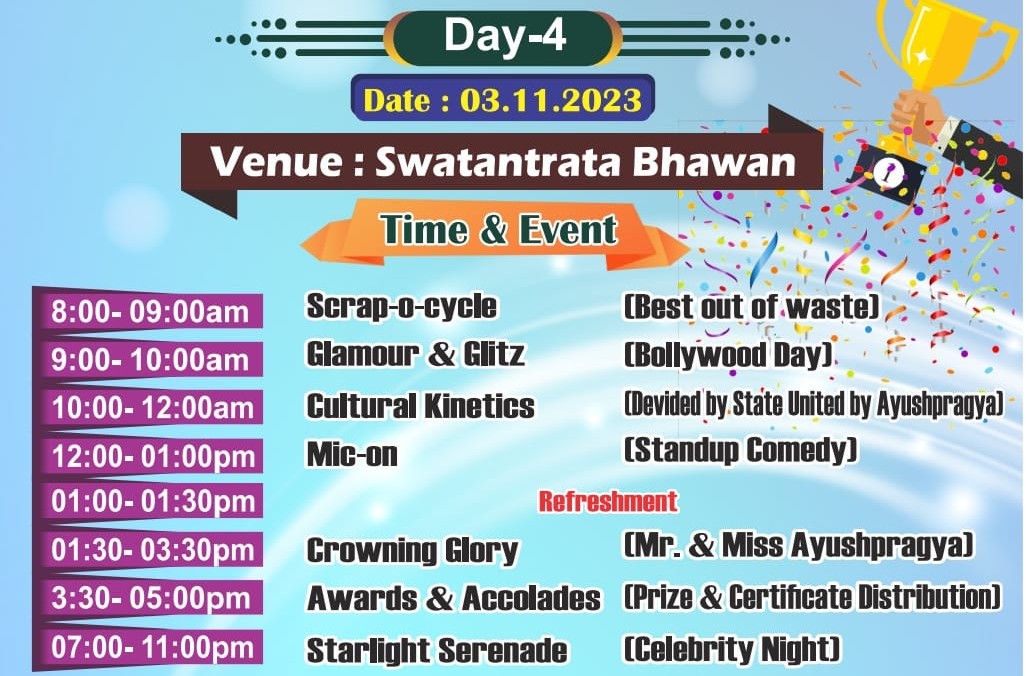 Day-4
Date : 03.11.2023
Venue : Swatantrata Bhawan
Time & Event
8:00- 09:00am Scrap-o-cycle (Best out of waste)
9:00- 10:00am Glamour & Glitz (Bollywood Day)
10:00- 12:00am Cultural Kinetics (Devided by State United by Ayushpragya)
12:00- 01:00pm Mic-on (Standup Comedy)
01:00- 01:30pm Refreshment
01:30- 03:30pm Crowning Glory (Mr. & Miss Ayushpragya)
3:30- 05:00pm Awards & Accolades (Prize & Certificate Distribution)
07:00- 11:00pm Starlight Serenade (Celebrity Night)
1